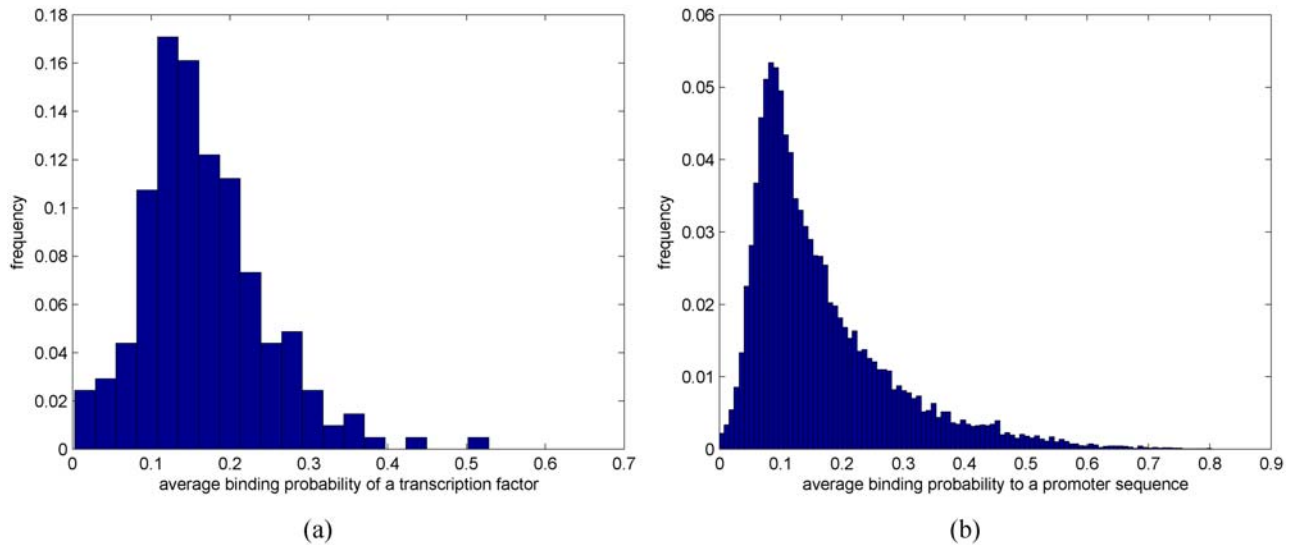 0.18
0.16
0.14
0.12
0.1
0.08
0.06
0.04
0.02
0
frequency
0 0.1 0.2 0.3 0.4 0.5 0.6 0.7
average binding probability of a transcription factor
(a)
0.06
0.05
0.04
0.03
0.02
0.01
0
frequency
0 0.1 0.2 0.3 0.4 0.5 0.6 0.7 0.8 0.9
average binding probability to a promoter sequence
(b)